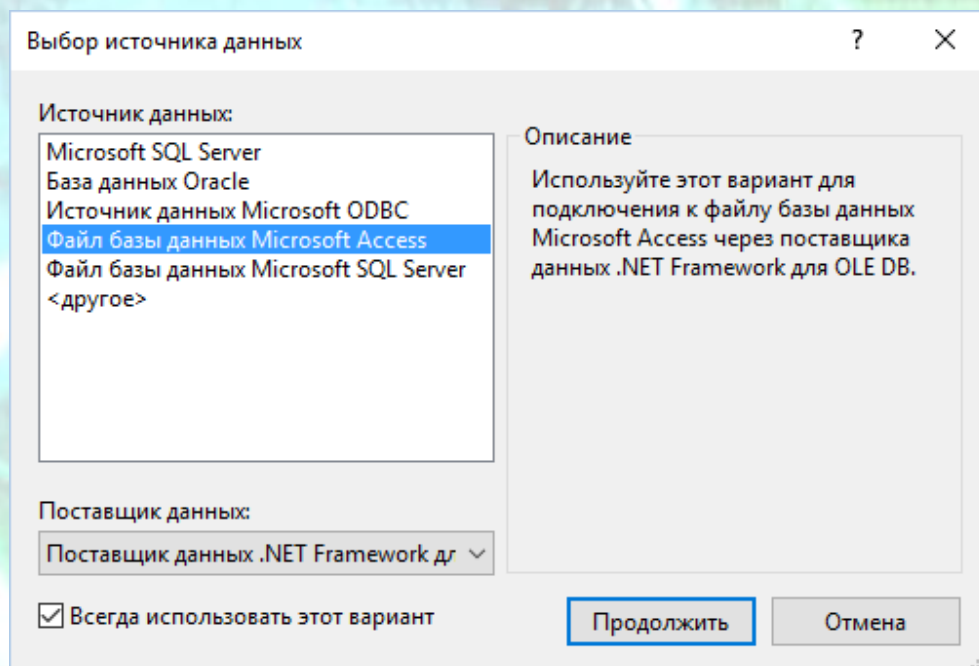 Выбор источника данных
?
Источник данных:
Microsoft SQL Server
База данных Oracle
Источник данных Microsoft ODBC
Файл базы данных Microsoft Access
Файл базы данных Microsoft SQL Server
<другое>
Описание
Используйте этот вариант для
подключения к файлу базы данных
Microsoft Access через поставщика
данных .NET Framework для OLE DB.
Поставщик данных:
Поставщик данных .NET Framework дл
Всегда использовать этот вариант
Продолжить
Отмена